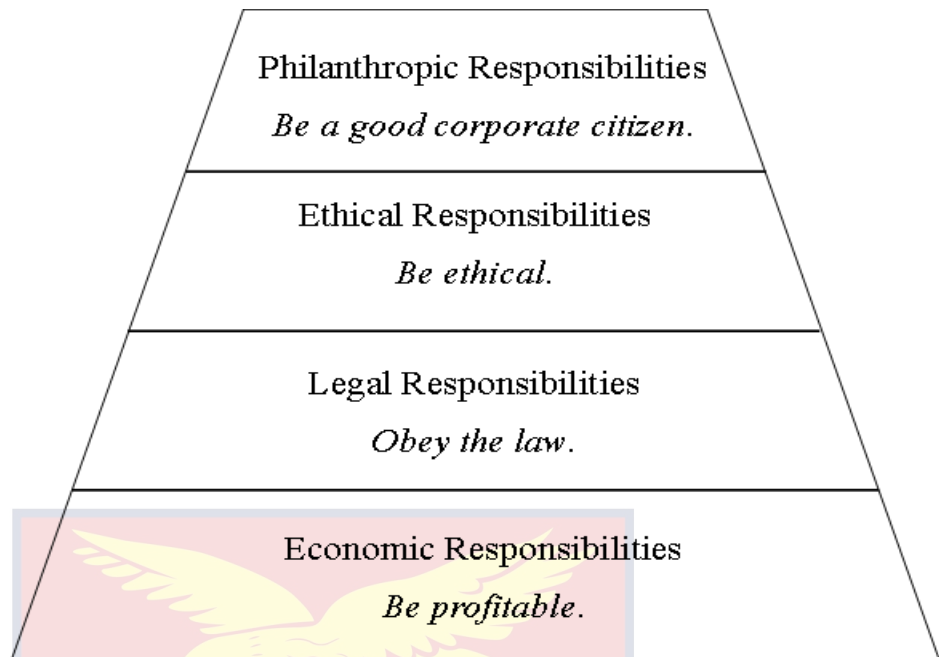 Philanthropic Responsibilities
Be a good corporate citizen.
Ethical Responsibilities
Be ethical.
Legal Responsibilities
Obey the law.
Economic Responsibilities
Be profitable.